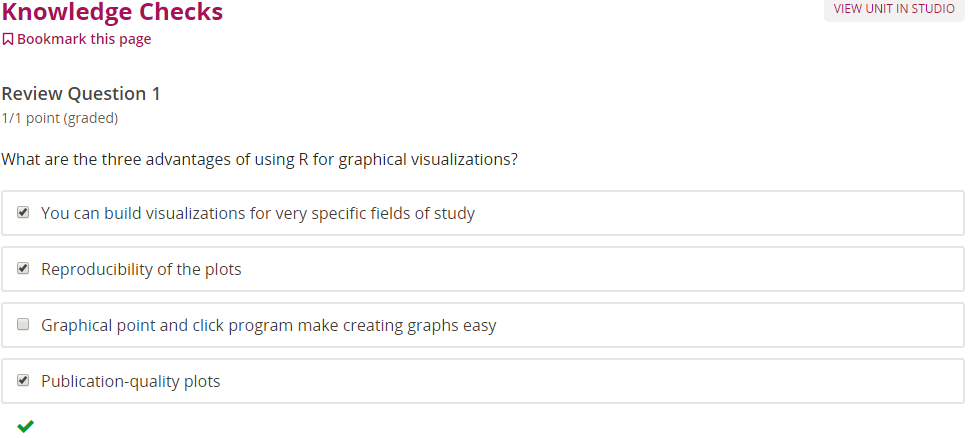 Knowledge Checks
VIEW UNIT IN STUDIO
Bookmark this page
Review Question 1
1/1 point (graded)
What are the three advantages of using R for graphical visualizations?
You can build visualizations for very specific fields of study
Reproducibility of the plots
Graphical point and click program make creating graphs easy
Publication-quality plots